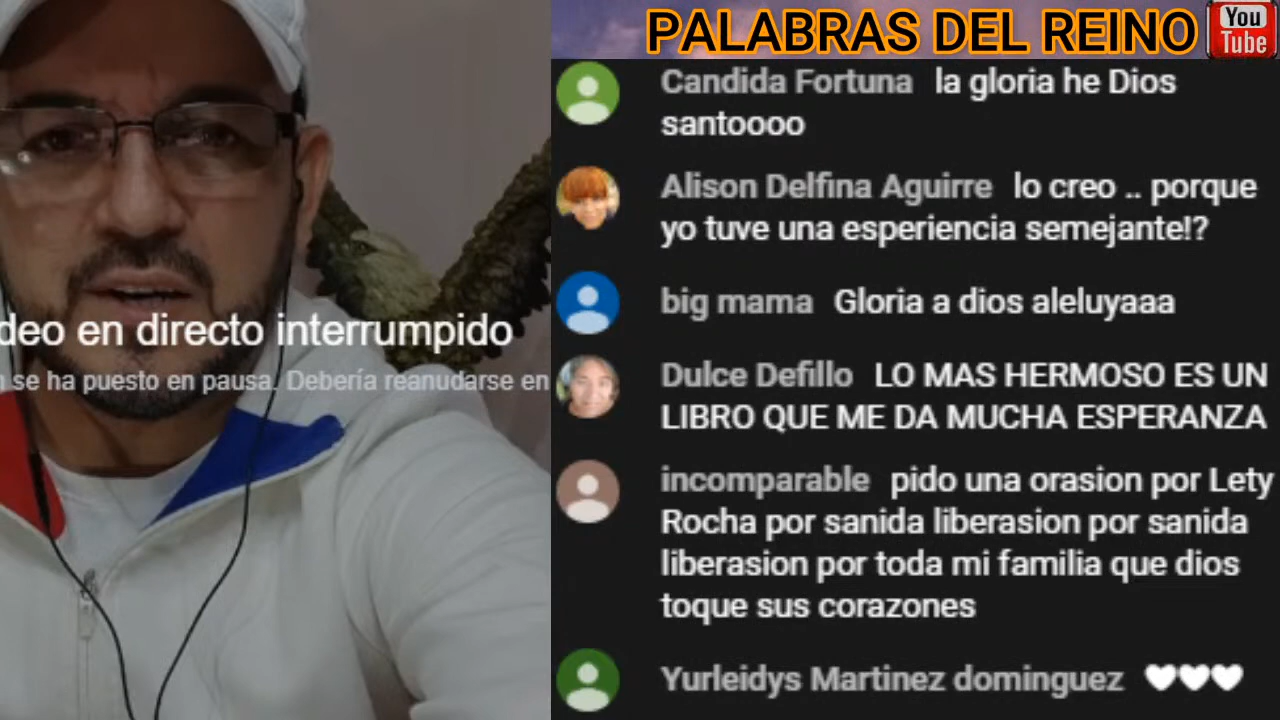 PALABRAS DEL REINO
You
Tube
Candida Fortuna la gloria he Dios
santoooo
Alison Delfina Aguirre lo creo .. porque
yo tuve una esperiencia semejante!?
big mama Gloria a dios aleluyaaa
deo en directo interrumpido
se ha puesto en pausa. Debería reanudarse en
Dulce Defillo LO MAS HERMOSO ES UN
LIBRO QUE ME DA MUCHA ESPERANZA
incomparable pido una orasion por Lety
Rocha por sanida liberasion por sanida
liberasion por toda mi familia que dios
toque sus corazones
Yurleidys Martinez dominguez 🤍🤍🤍